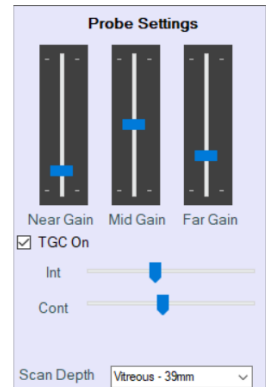 Probe Settings
Near Gain Mid Gain Far Gain
TGC On
Int
Cont
Scan Depth Vitreous - 39mm